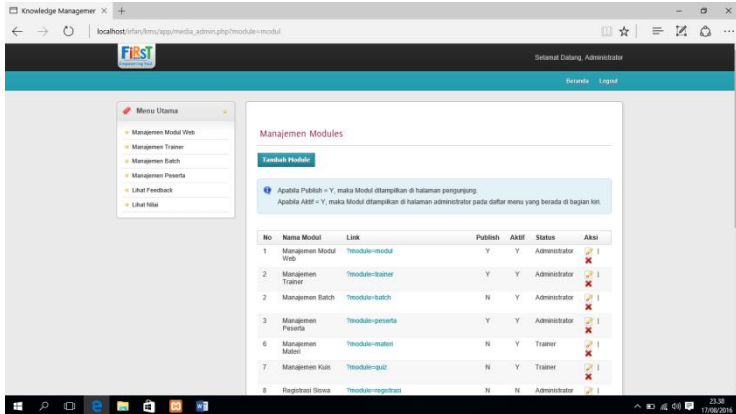 Knowledge Managemer
localhost/irfan/kms/app/media_admin.php?module=modul
FiRST
Empowering Soul
Selamat Datang, Administrator
Beranda Logout
Menu Utama
Manajemen Modul Web
Manajemen Trainer
Manajemen Batch
Manajemen Peserta
Lihat Feedback
Lihat Nilai
Manajemen Modules
Tambah Module
Apabila Publish = Y, maka Modul ditampilkan di halaman pengunjung.
Apabila Aktif = Y, maka Modul ditampilkan di halaman administrator pada daftar menu yang berada di bagian kiri.
No Nama Modul Link Publish Aktif Status Aksi
1 Manajemen Modul Web ?module=modul Y Y Administrator |
2 Manajemen Trainer ?module=trainer Y Y Administrator |
2 Manajemen Batch ?module=batch N Y Administrator |
3 Manajemen Peserta ?module=peserta Y Y Administrator |
6 Manajemen Materi ?module=materi N Y Trainer |
7 Manajemen Kuis ?module=quiz N Y Trainer |
8 Registrasi Siswa ?module=registrasi N N Administrator |
23.38
17/08/2016